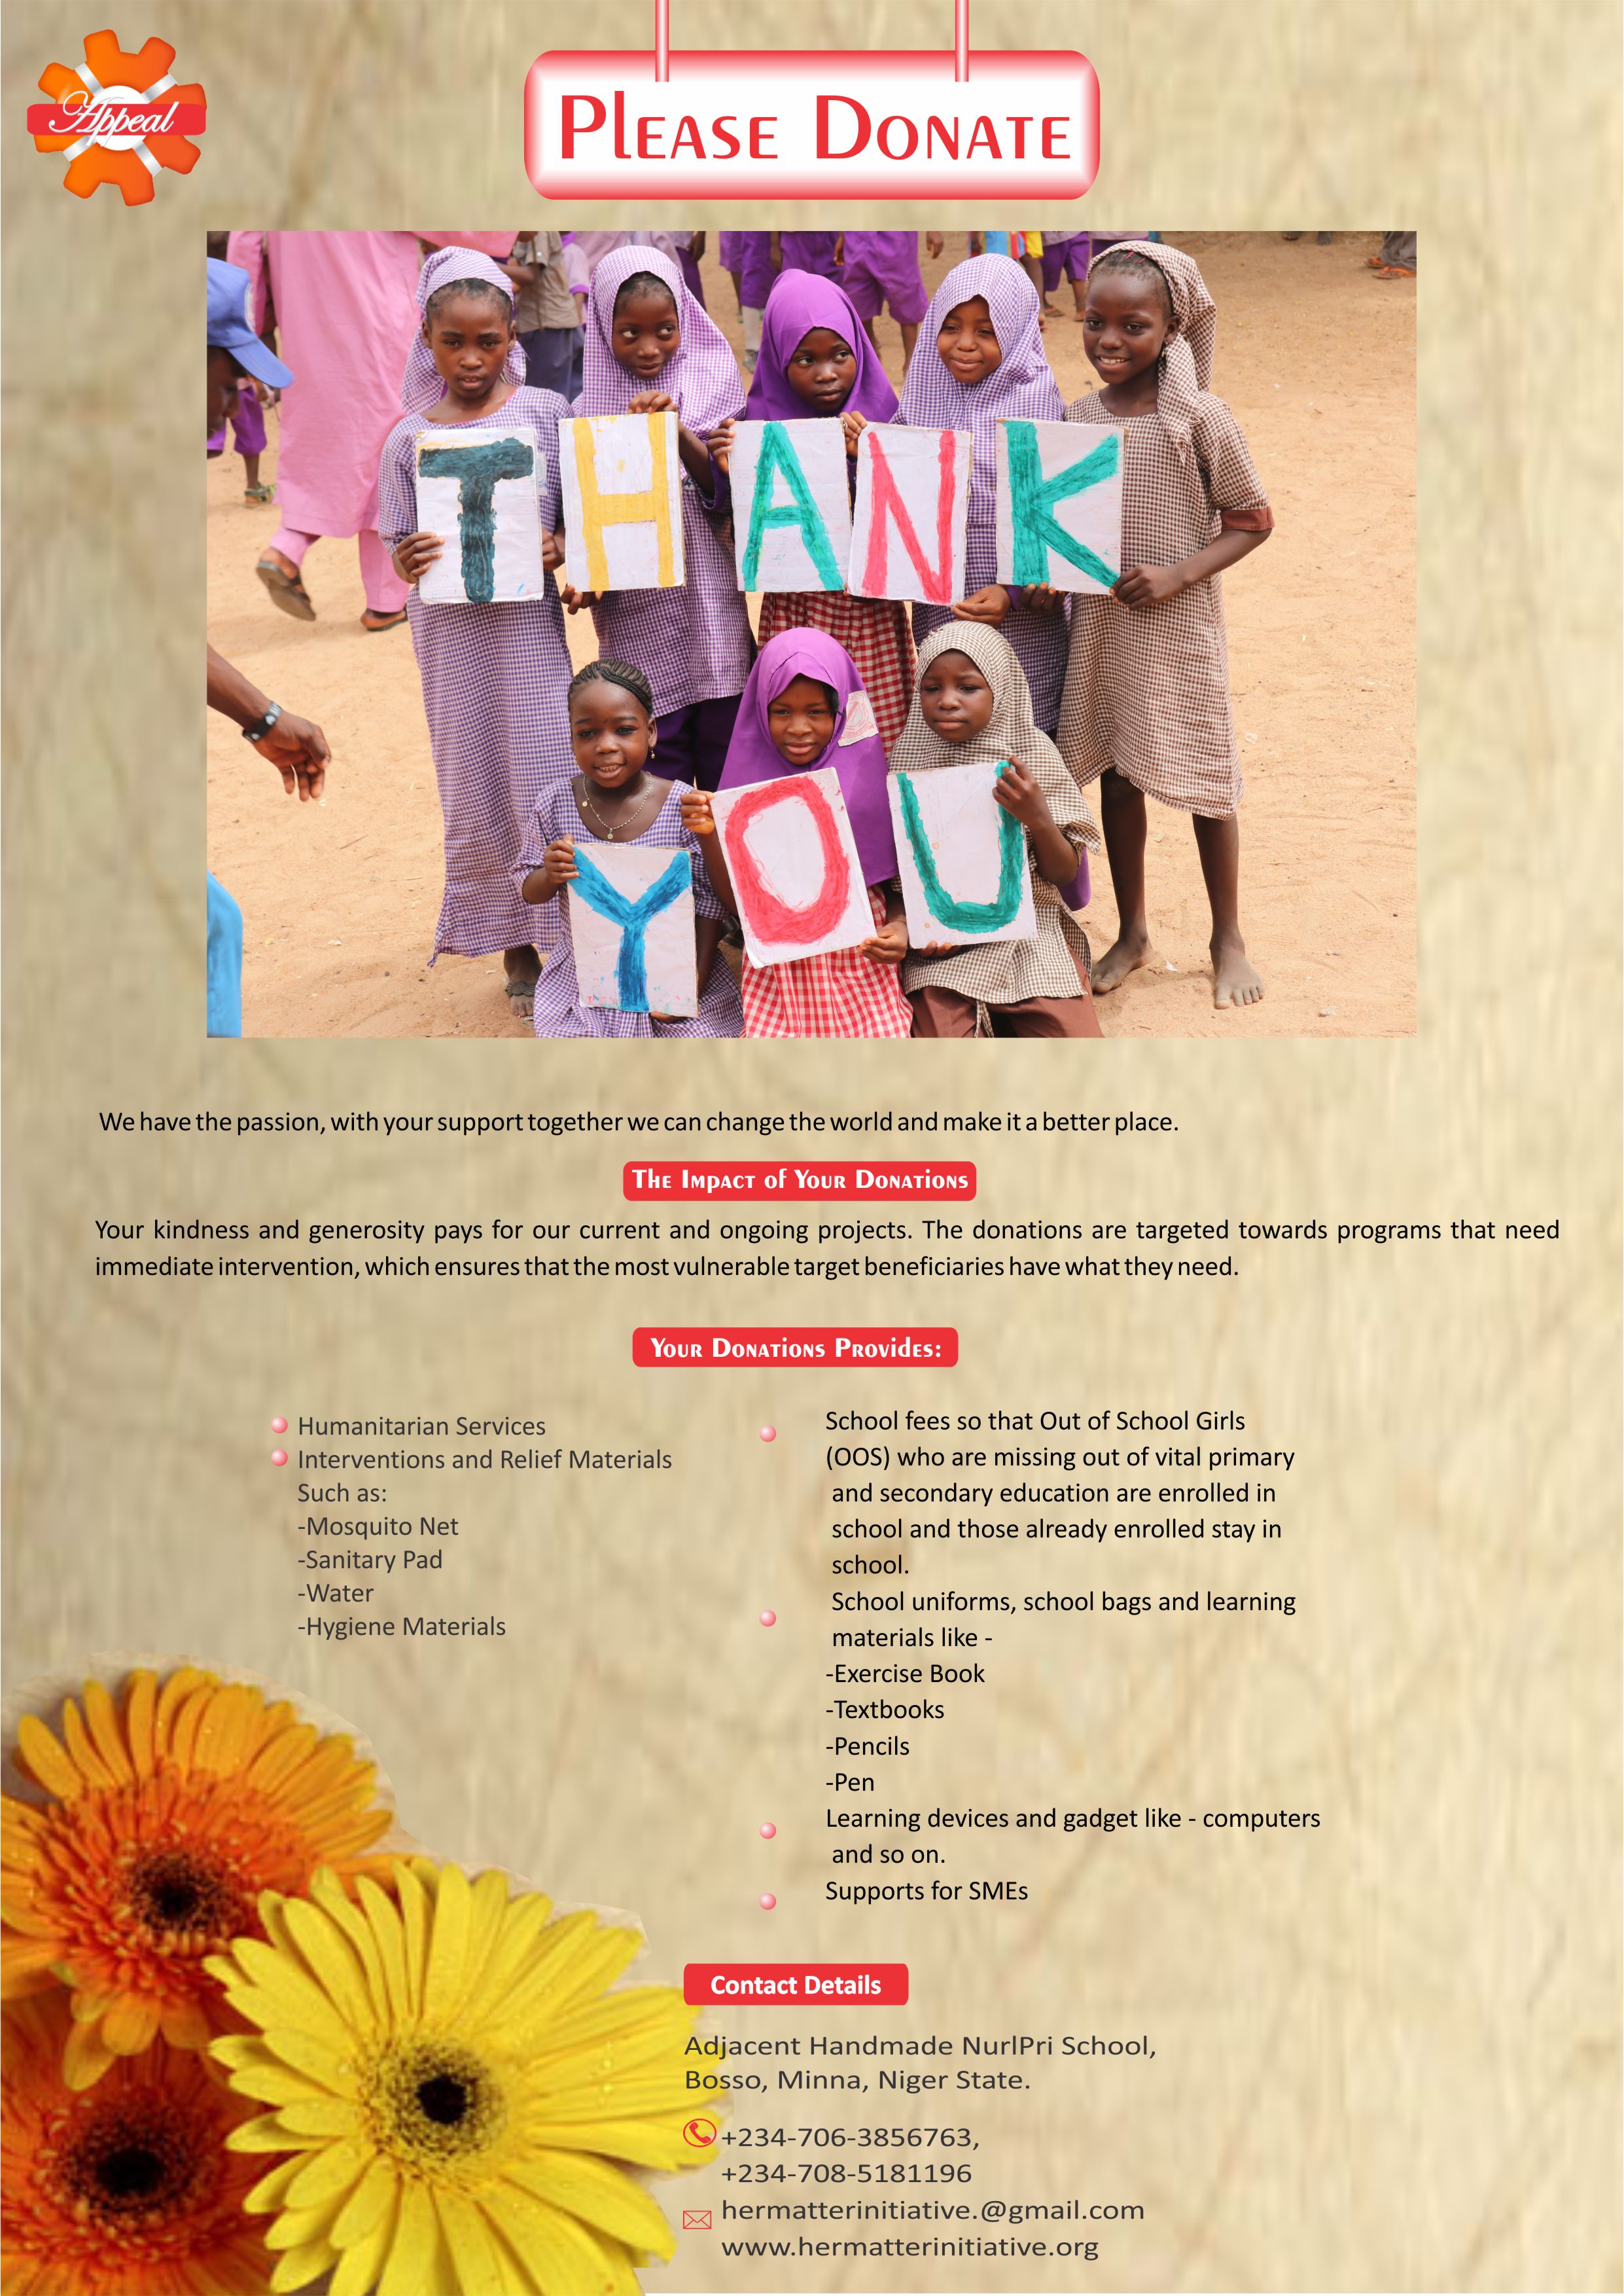 Appeal
Please Donate
T H A N K
Y O U
We have the passion, with your support together we can change the world and make it a better place.
The Impact of Your Donations
Your kindness and generosity pays for our current and ongoing projects. The donations are targeted towards programs that need
immediate intervention, which ensures that the most vulnerable target beneficiaries have what they need.
Your Donations Provides:
Humanitarian Services
Interventions and Relief Materials
Such as:
-Mosquito Net
-Sanitary Pad
-Water
-Hygiene Materials
School fees so that Out of School Girls
(OOS) who are missing out of vital primary
and secondary education are enrolled in
school and those already enrolled stay in
school.
School uniforms, school bags and learning
materials like -
-Exercise Book
-Textbooks
-Pencils
-Pen
Learning devices and gadget like - computers
and so on.
Supports for SMEs
Contact Details
Adjacent Handmade NurlPri School,
Bosso, Minna, Niger State.
+234-706-3856763,
+234-708-5181196
hermatterinitiative.@gmail.com
www.hermatterinitiative.org